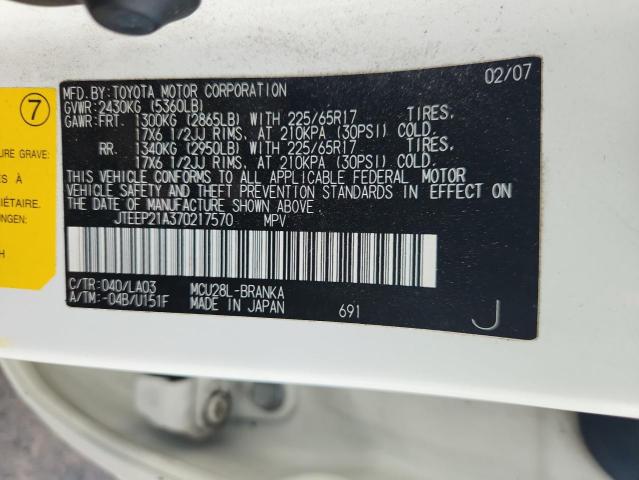 MFD. BY: TOYOTA MOTOR CORPORATION 02/07
GVWR: 2430KG (5360LB)
GAWR: FRT. 1300KG (2865LB) WITH 225/65R17 TIRES,
17X6 1/2JJ RIMS, AT 210KPA (30PSI) COLD.
RR. 1340KG (2950LB) WITH 225/65R17 TIRES,
17X6 1/2JJ RIMS, AT 210KPA (30PSI) COLD.
THIS VEHICLE CONFORMS TO ALL APPLICABLE FEDERAL MOTOR
VEHICLE SAFETY AND THEFT PREVENTION STANDARDS IN EFFECT ON
THE DATE OF MANUFACTURE SHOWN ABOVE.
JTEEP21A370217570 MPV
C/TR: 040/LA03 MCU28L-BRANKA
A/TM: -04B/U151F MADE IN JAPAN 691 J
7
URE GRAVE:
ES À
IÉTAIRE.
UNGEN:
H